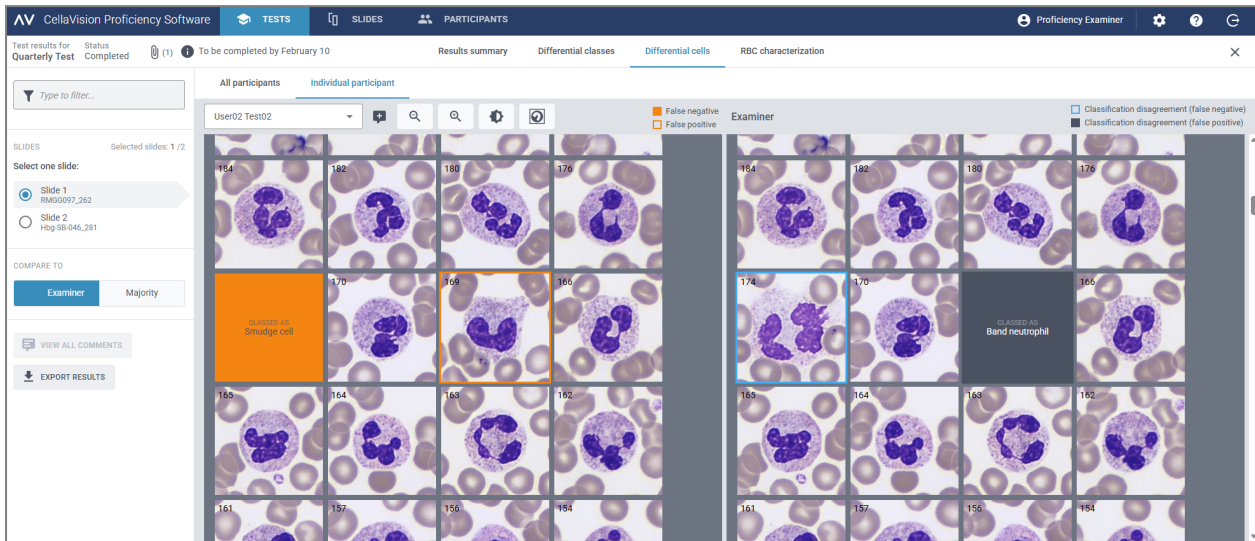 CellaVision Proficiency Software
TESTS
SLIDES
PARTICIPANTS
Proficiency Examiner
Test results for
Quarterly Test
Status
Completed
(1)
To be completed by February 10
Results summary
Differential classes
Differential cells
RBC characterization
Type to filter...
All participants
Individual participant
User02 Test02
False negative
False positive
Examiner
Classification disagreement (false negative)
Classification disagreement (false positive)
SLIDES
Selected slides: 1 /2
Select one slide:
Slide 1
RMGG097_262
Slide 2
Hbg-SB-046_281
COMPARE TO
Examiner
Majority
VIEW ALL COMMENTS
EXPORT RESULTS
184
182
180
176
CLASSED AS
Smudge cell
170
169
166
165
164
163
162
161
157
156
154
184
182
180
176
174
170
CLASSED AS
Band neutrophil
166
165
164
163
162
161
157
156
154